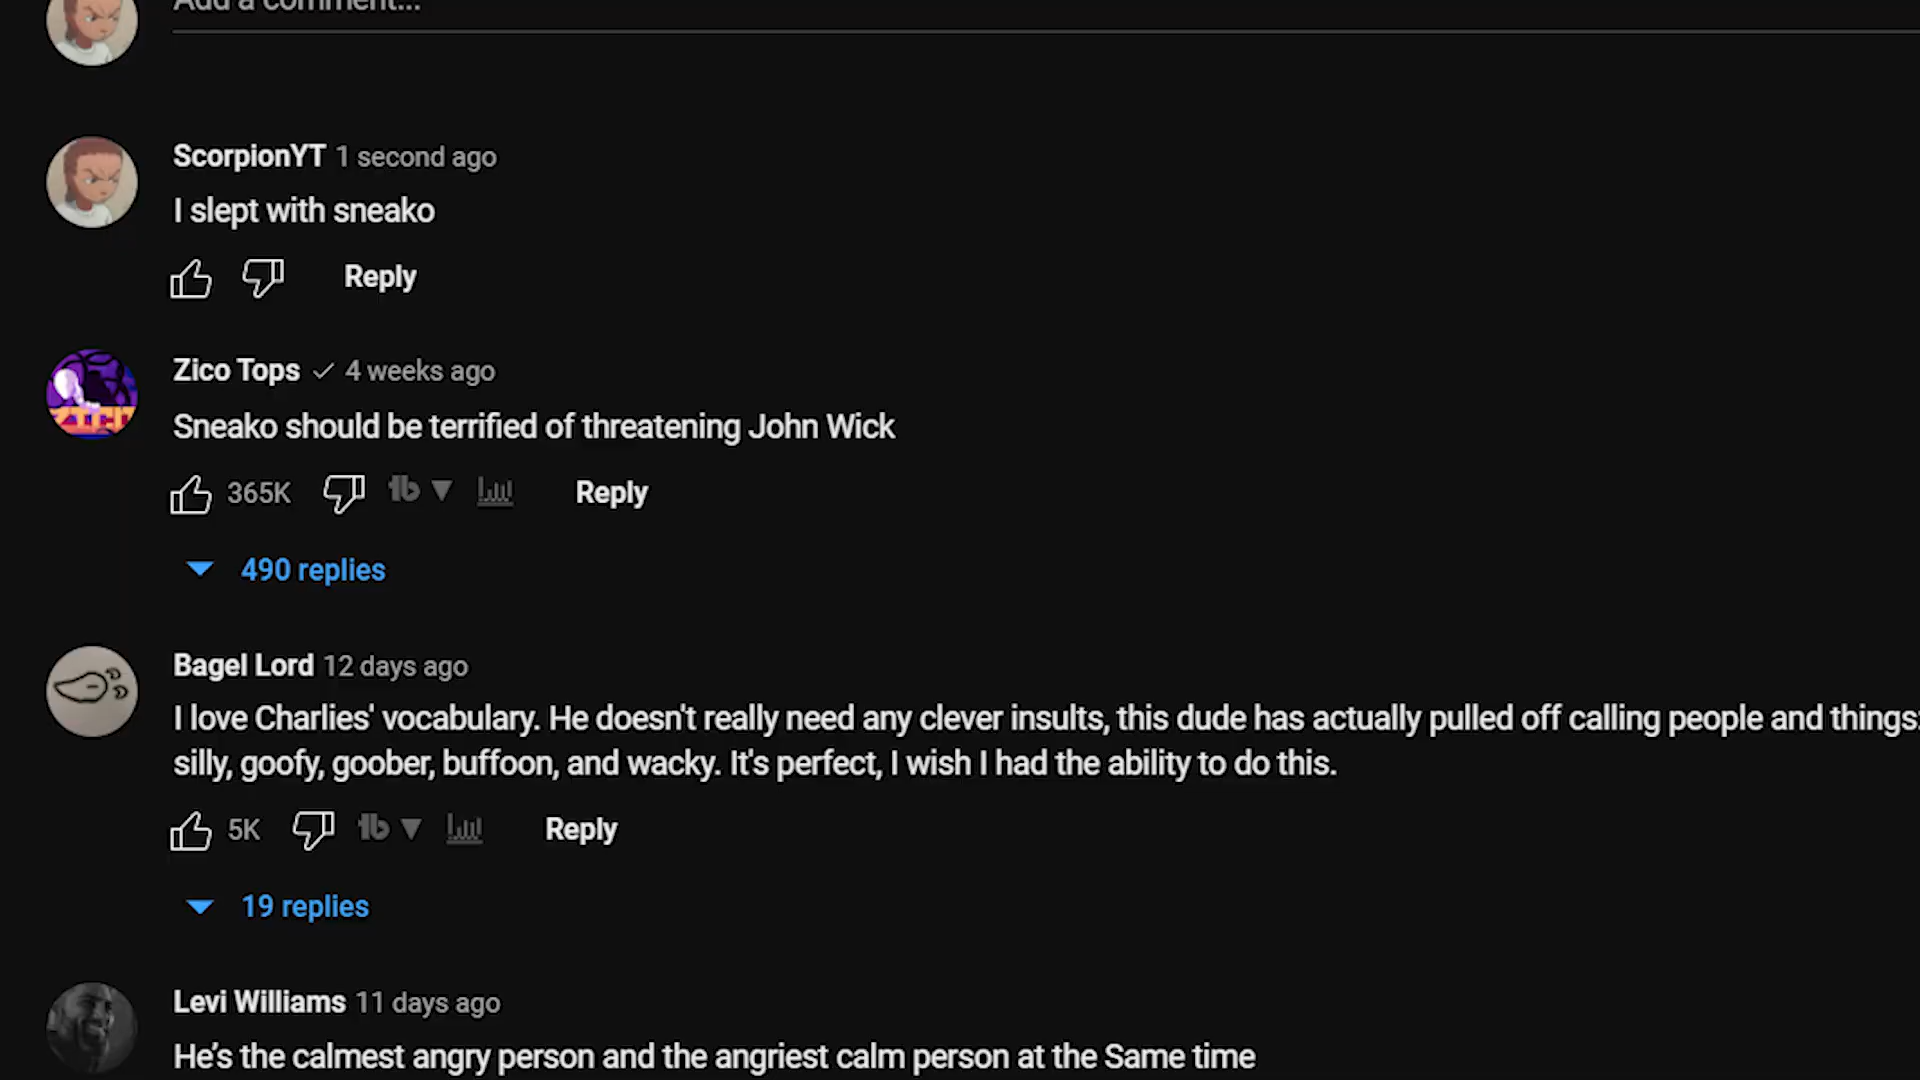 Add a comment...
ScorpionYT 1 second ago
I slept with sneako
Reply
Zico Tops 4 weeks ago
Sneako should be terrified of threatening John Wick
365K Reply
490 replies
Bagel Lord 12 days ago
I love Charlies' vocabulary. He doesn't really need any clever insults, this dude has actually pulled off calling people and things:
silly, goofy, goober, buffoon, and wacky. It's perfect, I wish I had the ability to do this.
5K Reply
19 replies
Levi Williams 11 days ago
He’s the calmest angry person and the angriest calm person at the Same time